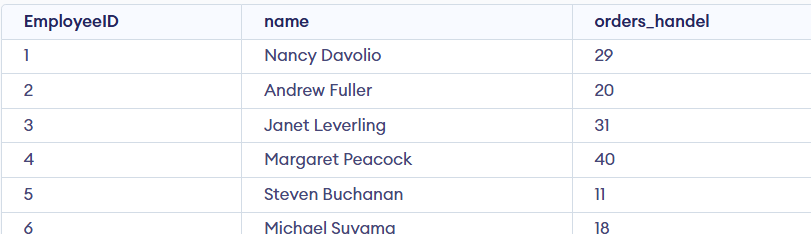 EmployeeID name orders_handel
1 Nancy Davolio 29
2 Andrew Fuller 20
3 Janet Leverling 31
4 Margaret Peacock 40
5 Steven Buchanan 11
6 Michael Suyama 18